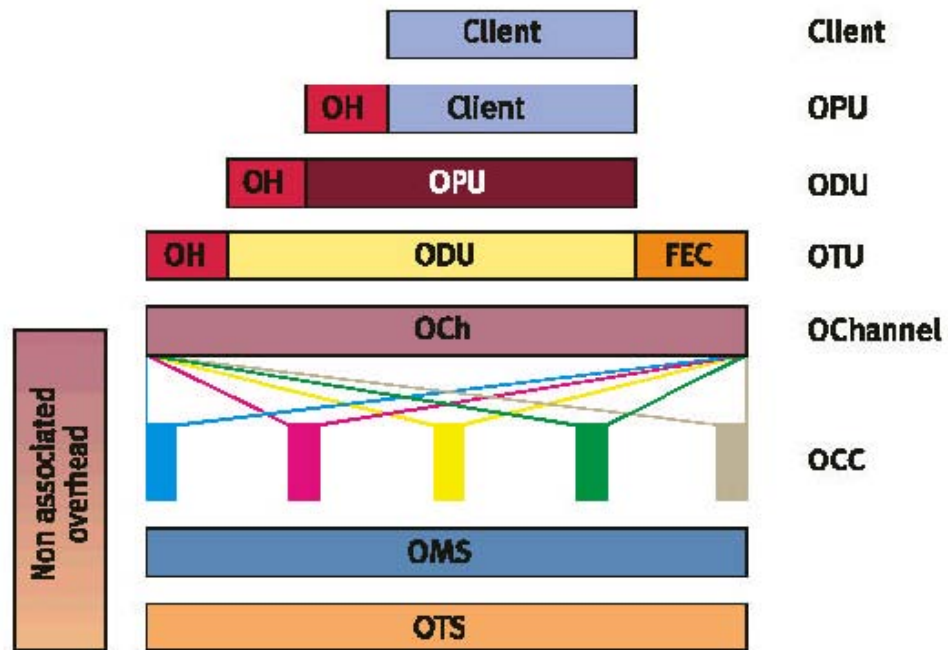 Client Client
OH Client OPU
OH OPU ODU
OH ODU FEC OTU
OCh OChannel
OCC
Non associated
overhead
OMS
OTS